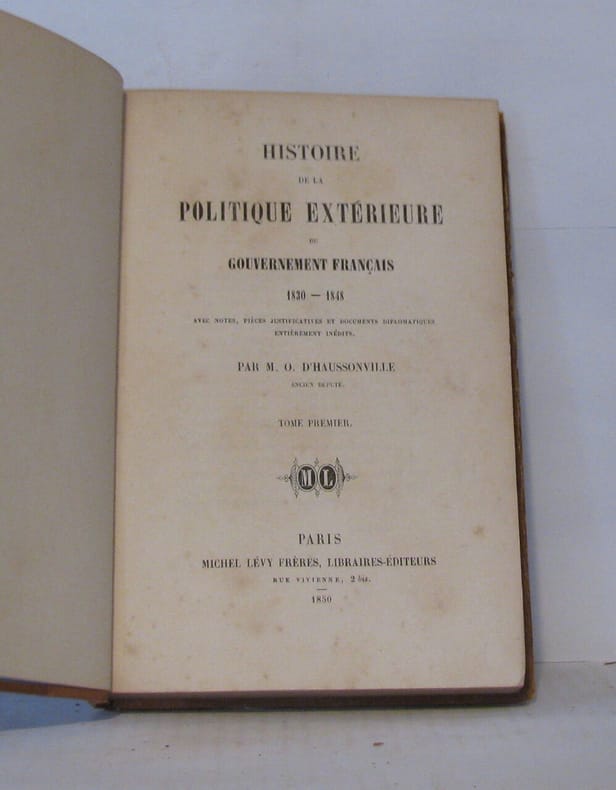 HISTOIRE
DE LA
POLITIQUE EXTÉRIEURE
DU
GOUVERNEMENT FRANÇAIS
1830 — 1848
AVEC NOTES, PIÈCES JUSTIFICATIVES ET DOCUMENTS DIPLOMATIQUES
ENTIÈREMENT INÉDITS.
PAR M. O. D'HAUSSONVILLE
ANCIEN DÉPUTÉ.
TOME PREMIER.
ML
PARIS
MICHEL LÉVY FRÈRES, LIBRAIRES-ÉDITEURS
RUE VIVIENNE, 2 bis.
1850